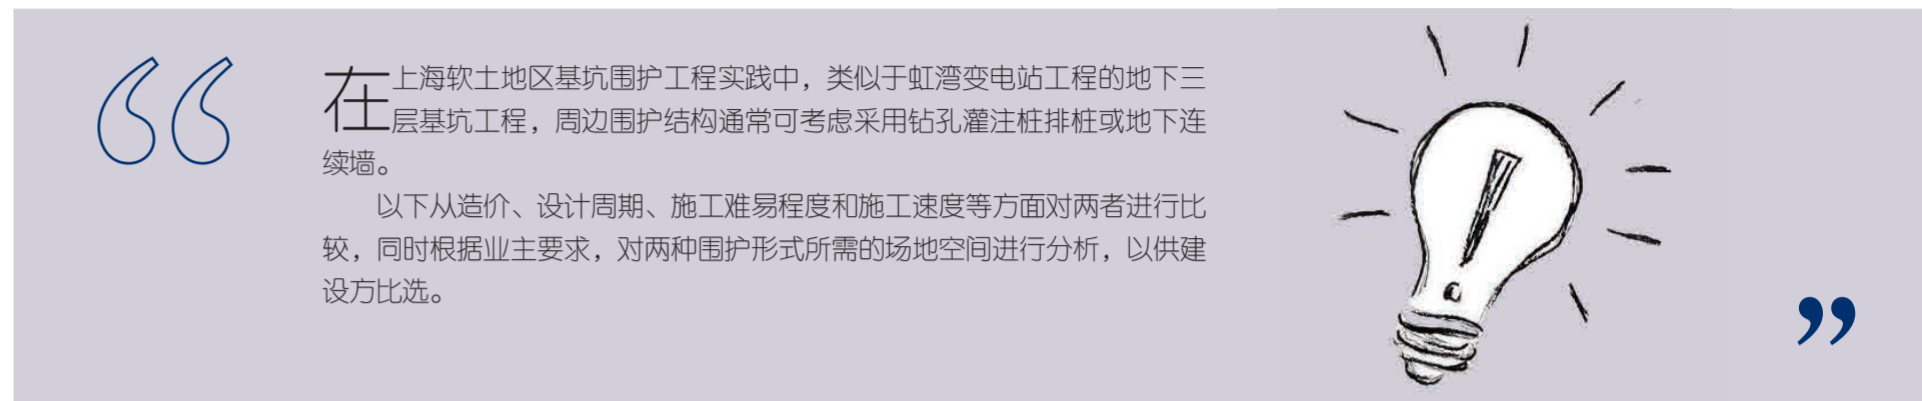 在上海软土地区基坑围护工程实践中，类似于虹湾变电站工程的地下三
层基坑工程，周边围护结构通常可考虑采用钻孔灌注桩排桩或地下连
续墙。
以下从造价、设计周期、施工难易程度和施工速度等方面对两者进行比
较，同时根据业主要求，对两种围护形式所需的场地空间进行分析，以供建
设方比选。